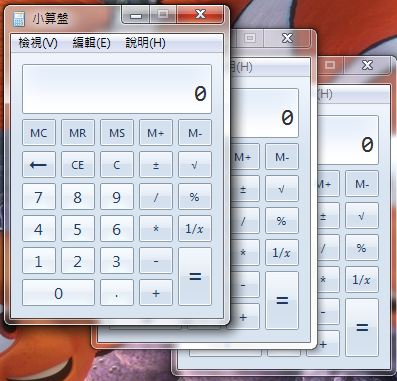 小算盤
檢視(V) 編輯(E) 說明(H)
0
MC MR MS M+ M-
← CE C ± √
7 8 9 / %
4 5 6 * 1/x
1 2 3 - =
0 . +
明(H)
0
M+ M-
± √
/ %
* 1/x
- =
+
(H)
0
M+ M-
± √
/ %
* 1/x
- =
+